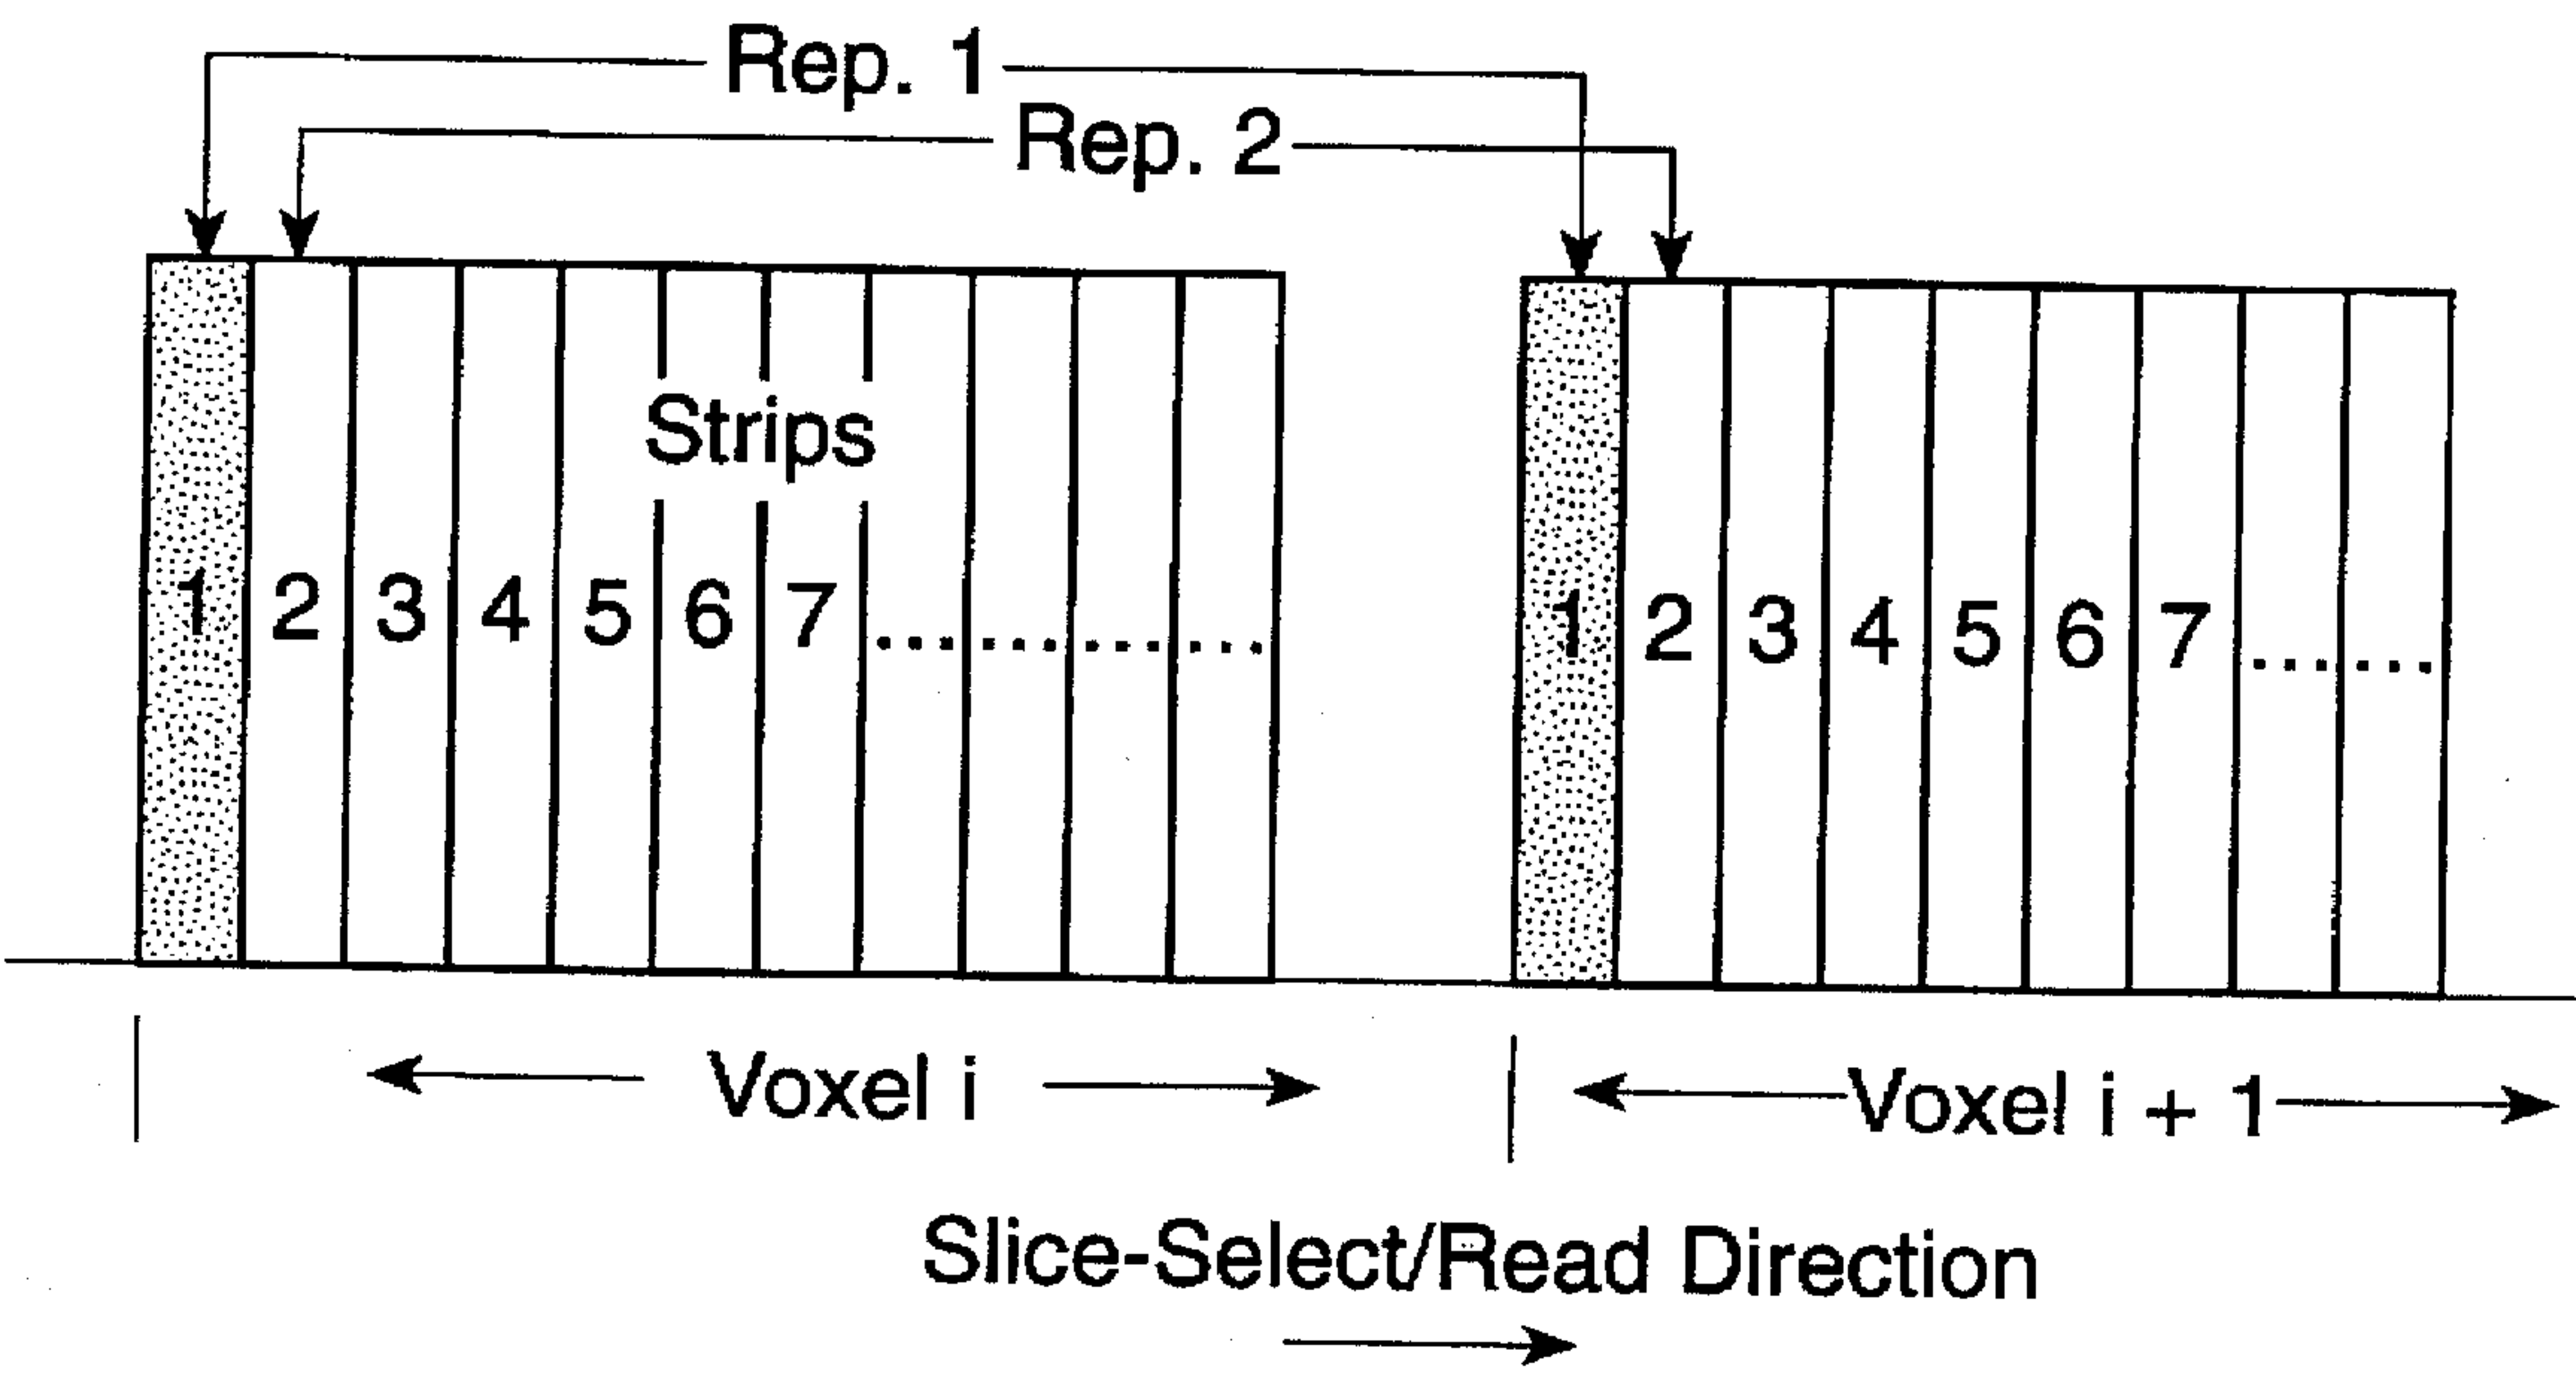 Rep. 1
Rep. 2
Strips
1 2 3 4 5 6 7 ............. 1 2 3 4 5 6 7 ......
Voxel i Voxel i + 1
Slice-Select/Read Direction